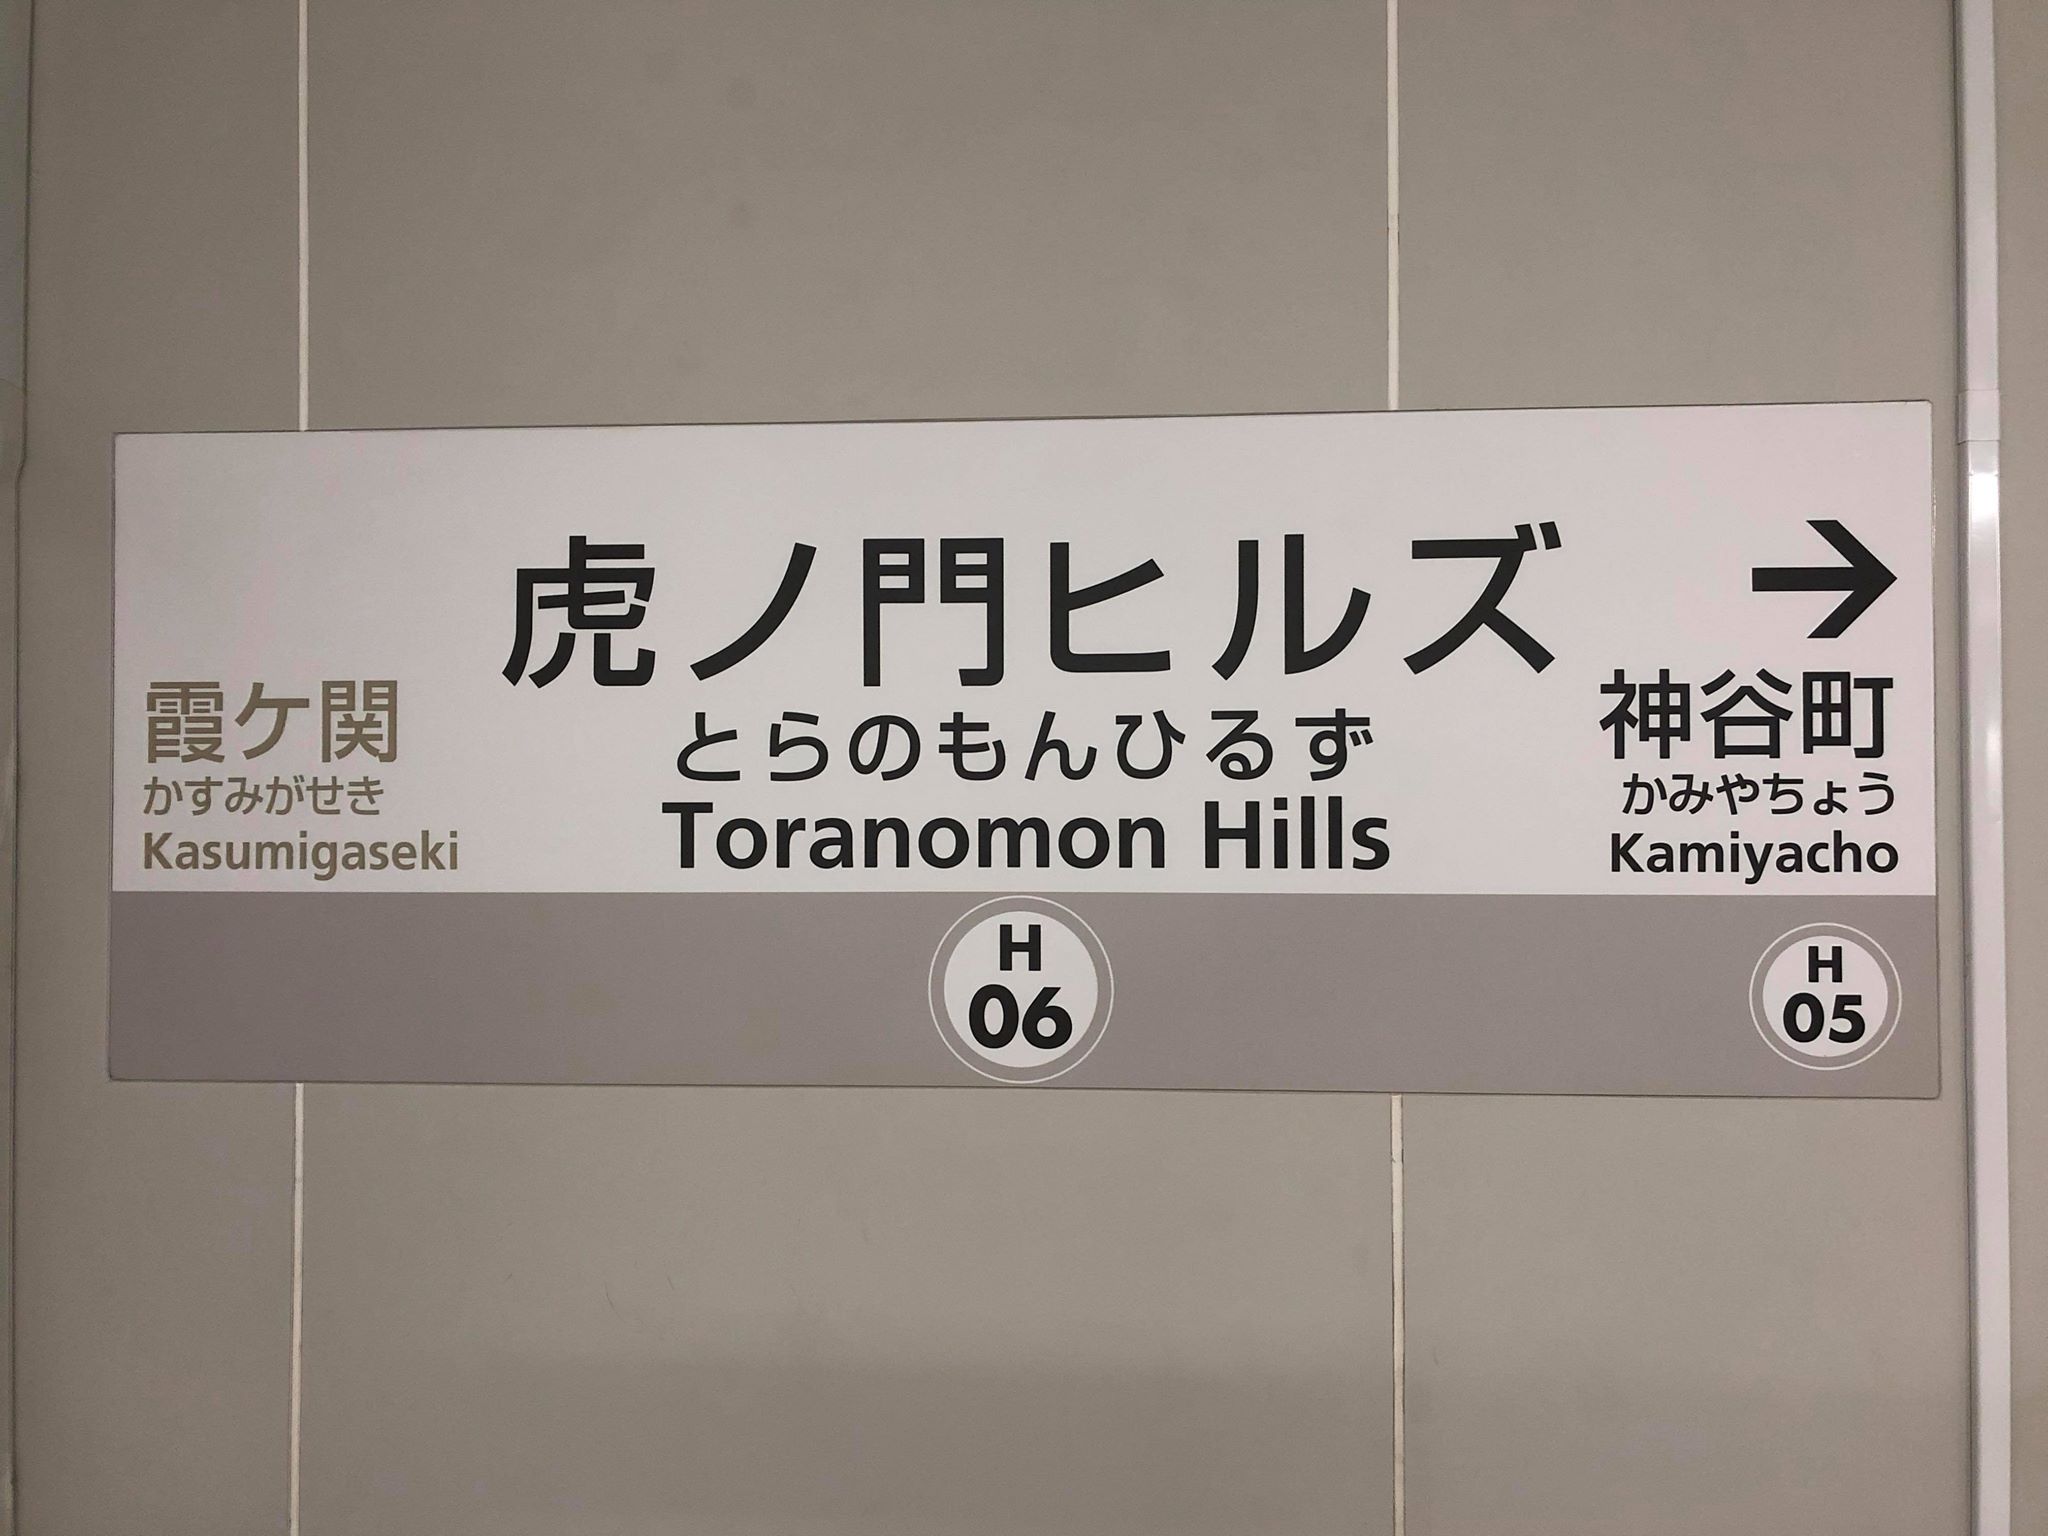 虎ノ門ヒルズ
とらのもんひるず
Toranomon Hills
霞ケ関
かすみがせき
Kasumigaseki
→
神谷町
かみやちょう
Kamiyacho
H
06
H
05